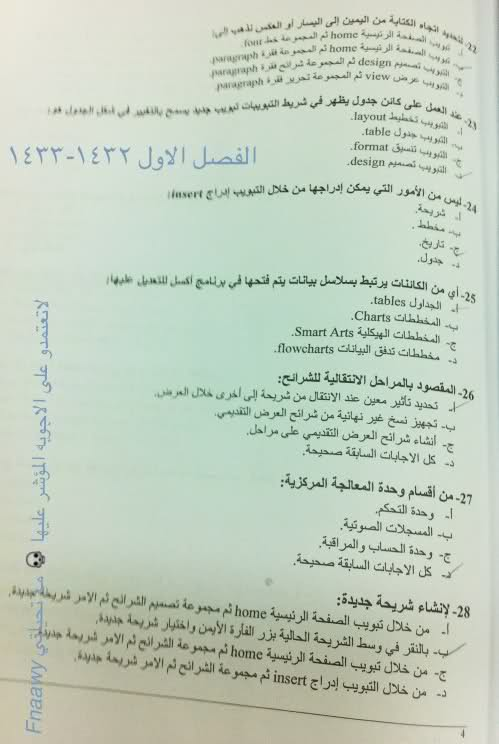 22- لتحديد اتجاه الكتابة من اليمين إلى اليسار أو العكس نذهب إلى:
أ- تبويب الصفحة الرئيسية home ثم المجموعة خط font.
ب- تبويب الصفحة الرئيسية home ثم المجموعة فقرة paragraph.
ج- التبويب تصميم design ثم المجموعة شرائح فقرة paragraph.
د- التبويب عرض view ثم المجموعة تحرير فقرة paragraph.
23- عند العمل على كائن جدول يظهر في شريط التبويبات تبويب جديد يسمح بالتغيير في شكل الجدول هو:
أ- التبويب تخطيط layout.
ب- التبويب جدول table.
ج- التبويب تنسيق format.
د- التبويب تصميم design.
الفصل الاول ١٤٣٢-١٤٣٣
24- ليس من الأمور التي يمكن إدراجها من خلال التبويب إدراج insert:
أ- شريحة.
ب- مخطط.
ج- تاريخ.
د- جدول.
25- أي من الكائنات يرتبط بسلاسل بيانات يتم فتحها في برنامج أكسل للتعديل عليها:
أ- الجداول tables.
ب- المخططات Charts.
ج- المخططات الهيكلية Smart Arts.
د- مخططات تدفق البيانات flowcharts.
26- المقصود بالمراحل الانتقالية للشرائح:
أ- تحديد تأثير معين عند الانتقال من شريحة إلى أخرى خلال العرض.
ب- تجهيز نسخ غير نهائية من شرائح العرض التقديمي.
ج- أنشاء شرائح العرض التقديمي على مراحل.
د- كل الاجابات السابقة صحيحة.
27- من أقسام وحدة المعالجة المركزية:
أ- وحدة التحكم.
ب- المسجلات الصوتية.
ج- وحدة الحساب والمراقبة.
د- كل الاجابات السابقة صحيحة.
28- لإنشاء شريحة جديدة:
أ- من خلال تبويب الصفحة الرئيسية home ثم مجموعة تصميم الشرائح ثم الامر شريحة جديدة.
ب- بالنقر في وسط الشريحة الحالية بزر الفأرة الأيمن واختيار شريحة جديدة.
ج- من خلال تبويب الصفحة الرئيسية home ثم مجموعة الشرائح ثم الامر شريحة جديدة.
د- من خلال التبويب إدراج insert ثم مجموعة الشرائح ثم الامر شريحة جديدة.
4
لاتعتمدو على الاجوبه المؤشر عليها 💀 مع تحياتي Fnaawy